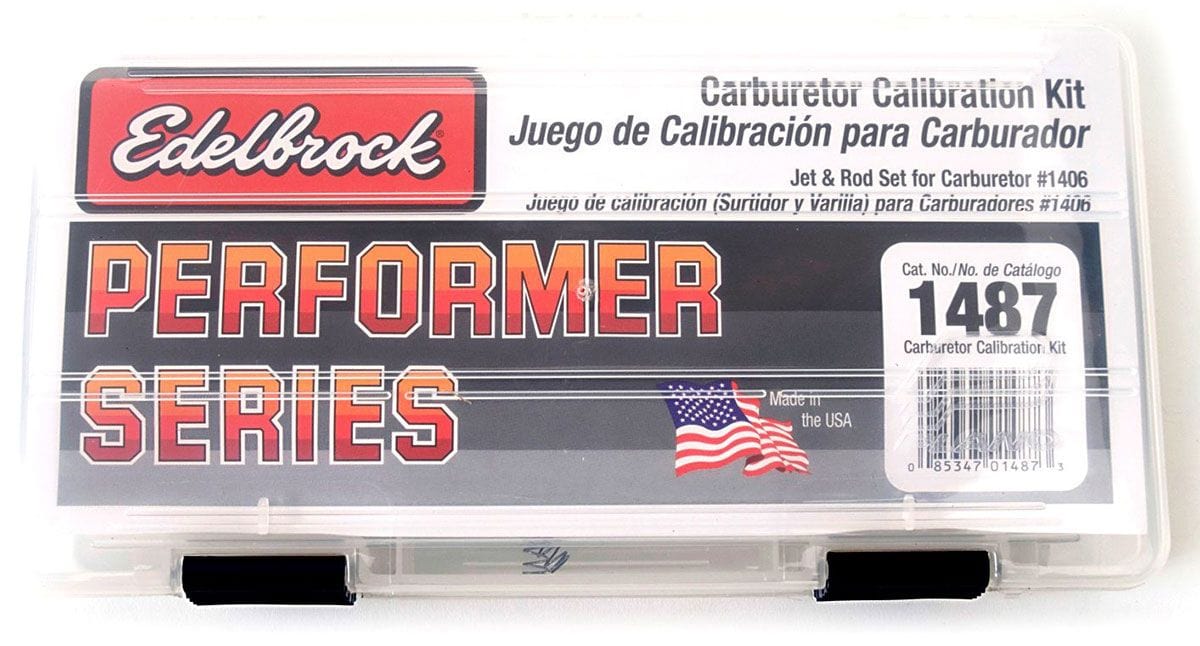 Edelbrock®
Carburetor Calibration Kit
Juego de Calibración para Carburador
Jet & Rod Set for Carburetor #1406
Juego de calibración (Surtidor y Varilla) para Carburadores #1406
PERFORMER
SERIES
Made in
the USA
Cat. No./No. de Catálogo
1487
Carburetor Calibration Kit
PLANO
0 85347 01487 3